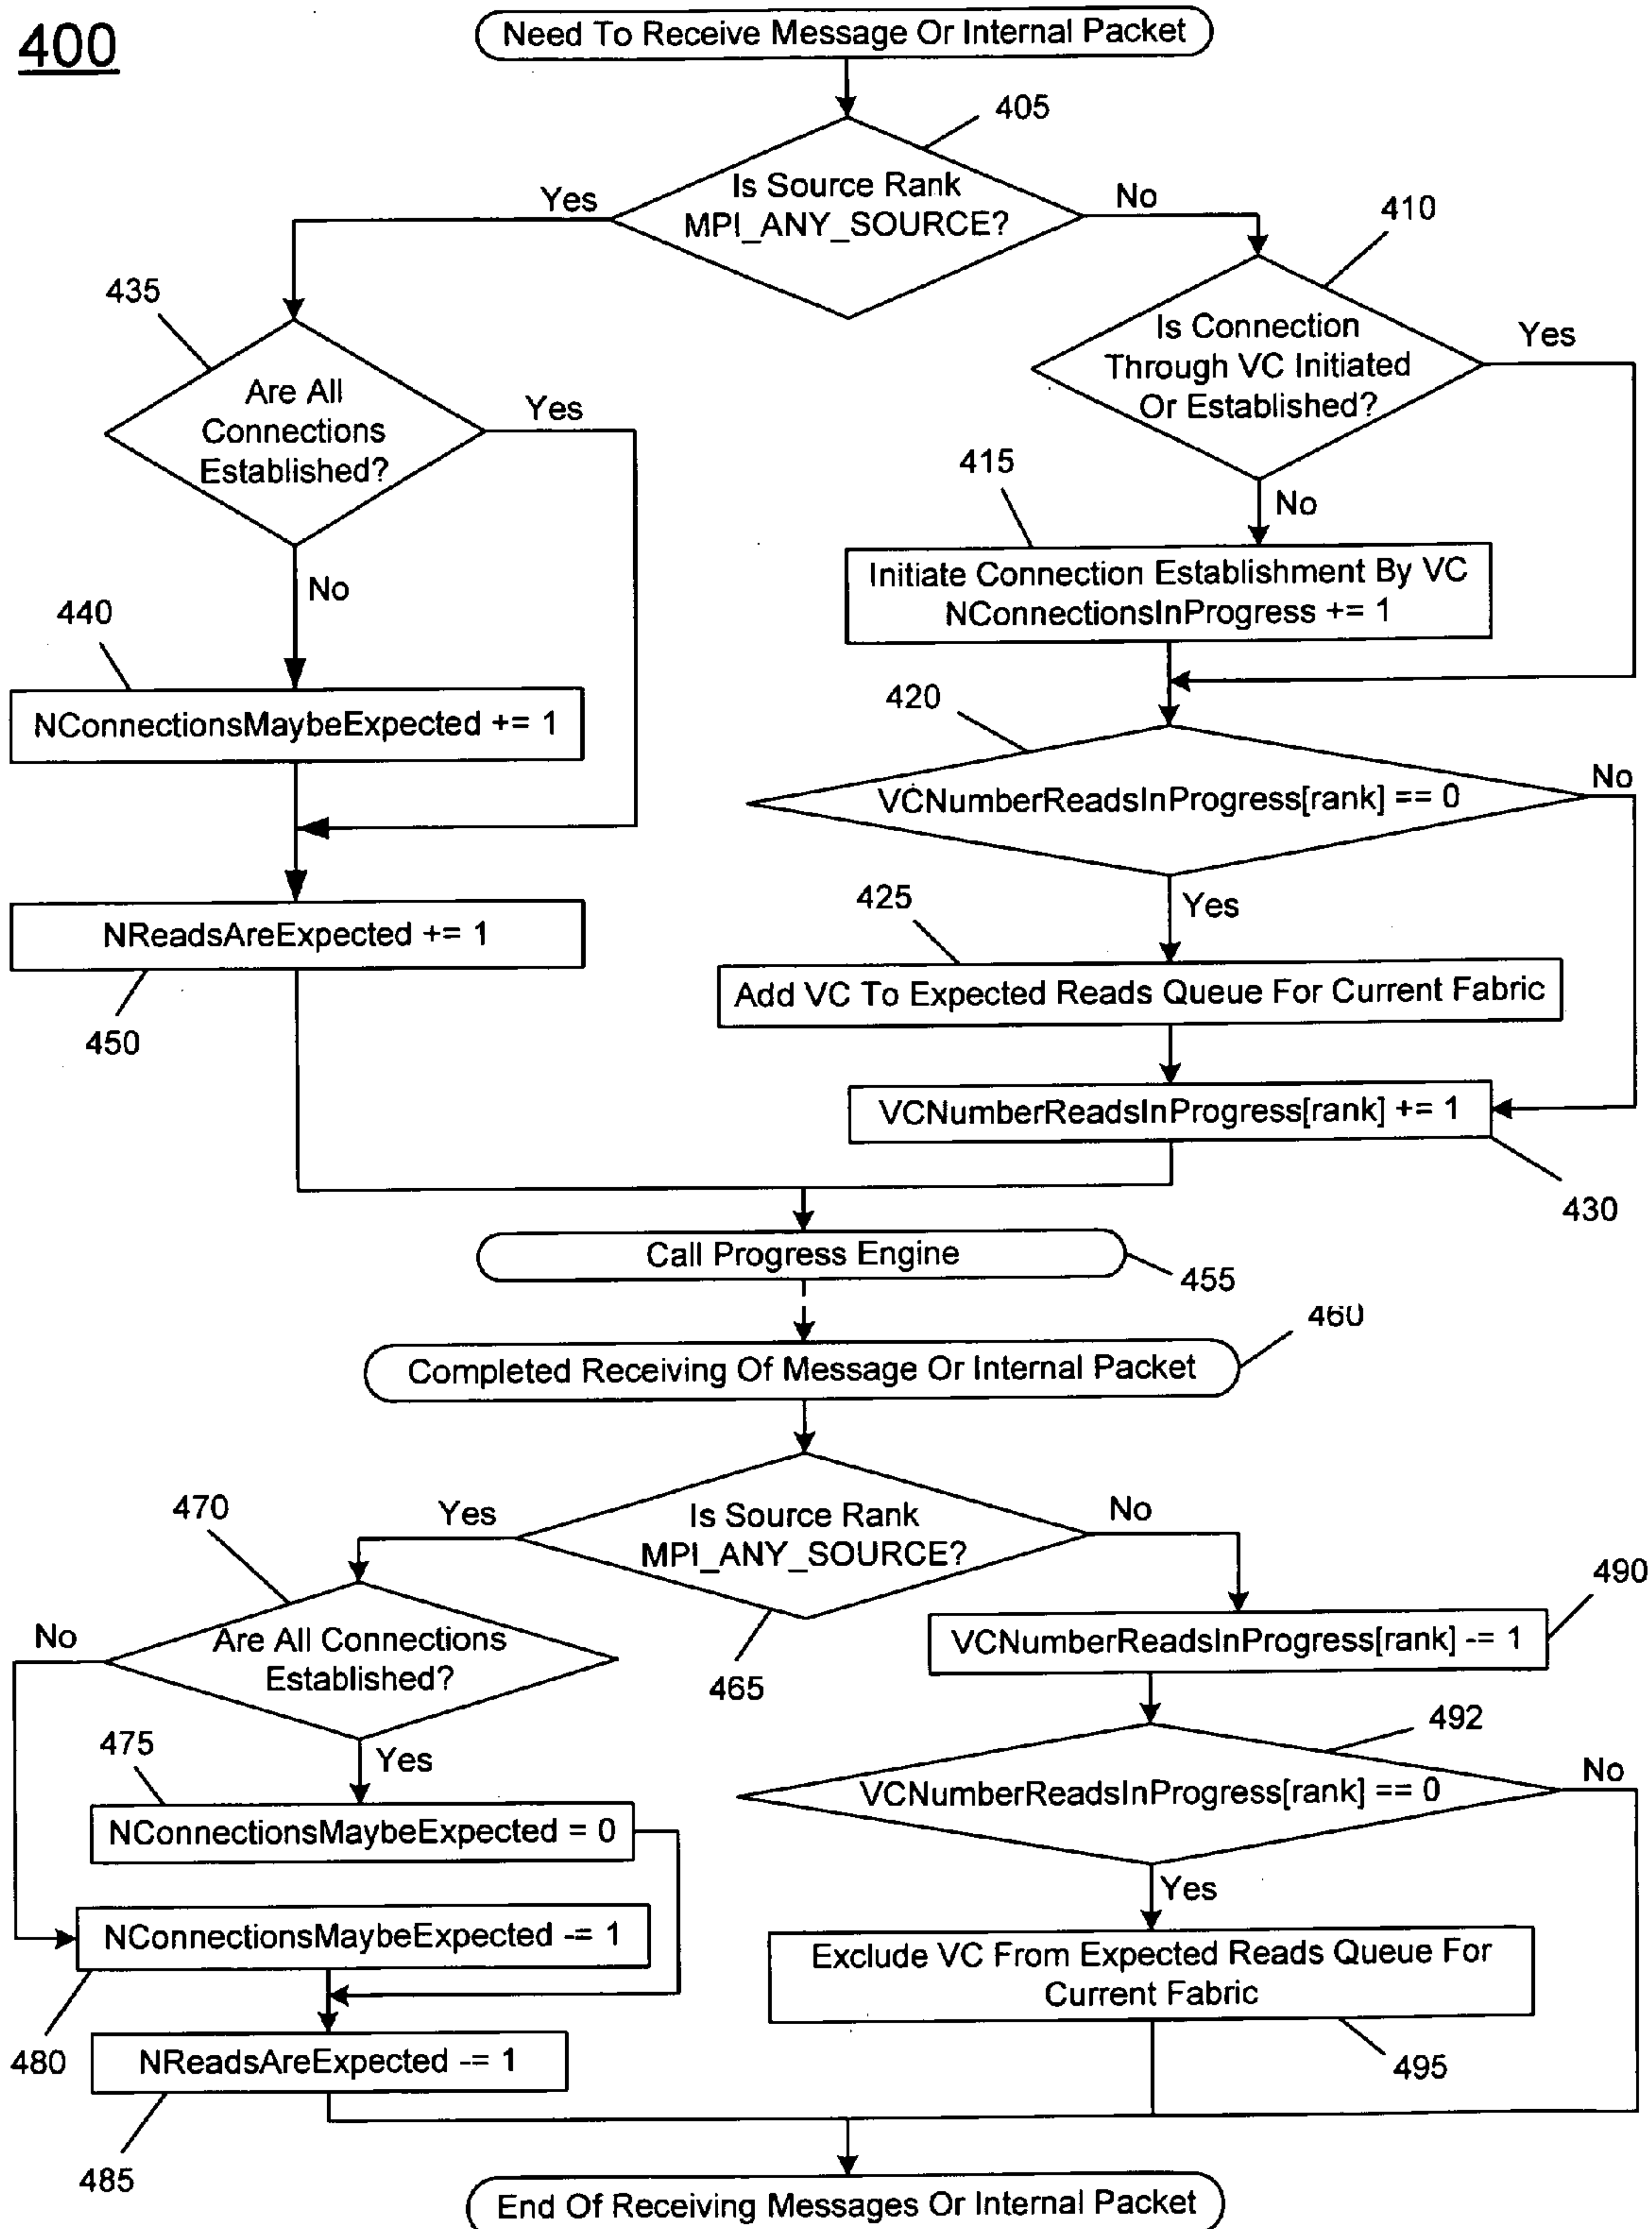 400
Need To Receive Message Or Internal Packet
405
Is Source Rank
MPI_ANY_SOURCE?
Yes
No
410
Is Connection
Through VC Initiated
Or Established?
Yes
No
435
Are All
Connections
Established?
Yes
No
415
Initiate Connection Establishment By VC
NConnectionsInProgress += 1
440
NConnectionsMaybeExpected += 1
420
VCNumberReadsInProgress[rank] == 0
No
Yes
425
Add VC To Expected Reads Queue For Current Fabric
NReadsAreExpected += 1
450
VCNumberReadsInProgress[rank] += 1
430
Call Progress Engine
455
460
Completed Receiving Of Message Or Internal Packet
Is Source Rank
MPI_ANY_SOURCE?
465
Yes
No
470
Are All Connections
Established?
No
Yes
490
VCNumberReadsInProgress[rank] -= 1
475
NConnectionsMaybeExpected = 0
492
VCNumberReadsInProgress[rank] == 0
No
Yes
NConnectionsMaybeExpected -= 1
480
Exclude VC From Expected Reads Queue For
Current Fabric
495
NReadsAreExpected -= 1
485
End Of Receiving Messages Or Internal Packet